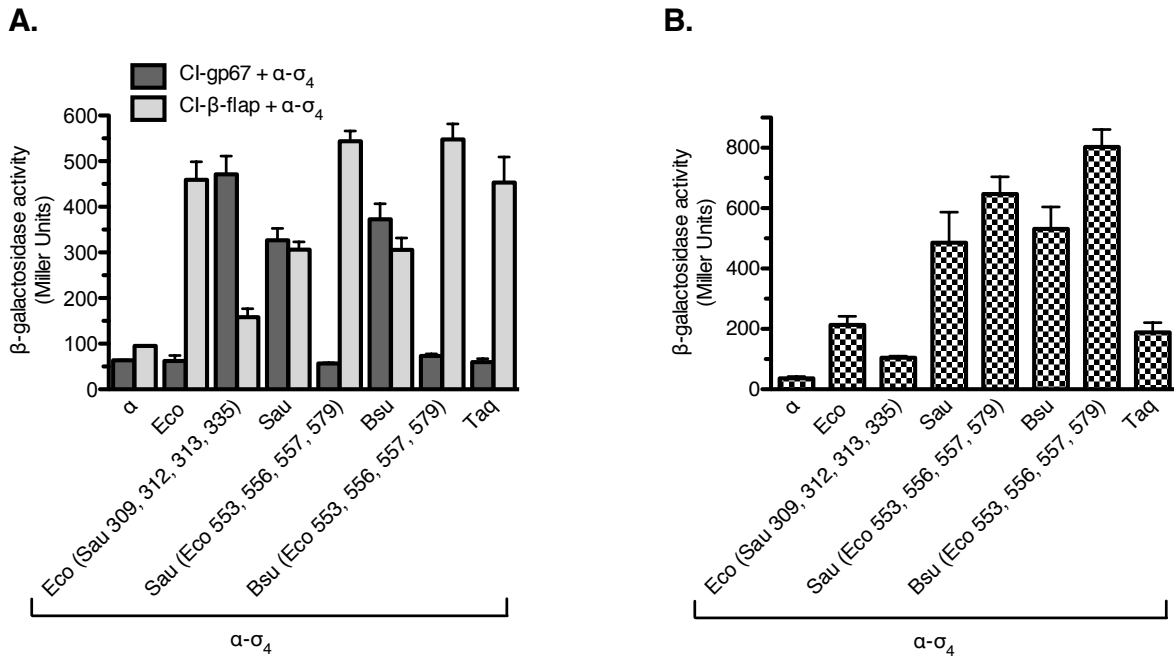 A.
CI-gp67 + α-σ4
CI-β-flap + α-σ4
β-galactosidase activity
(Miller Units)
600
500
400
300
200
100
0
α
Eco
Eco (Sau 309, 312, 313, 335)
Sau
Sau (Eco 553, 556, 557, 579)
Bsu
Bsu (Eco 553, 556, 557, 579)
Taq
α-σ4
B.
β-galactosidase activity
(Miller Units)
800
600
400
200
0
α
Eco
Eco (Sau 309, 312, 313, 335)
Sau
Sau (Eco 553, 556, 557, 579)
Bsu
Bsu (Eco 553, 556, 557, 579)
Taq
α-σ4